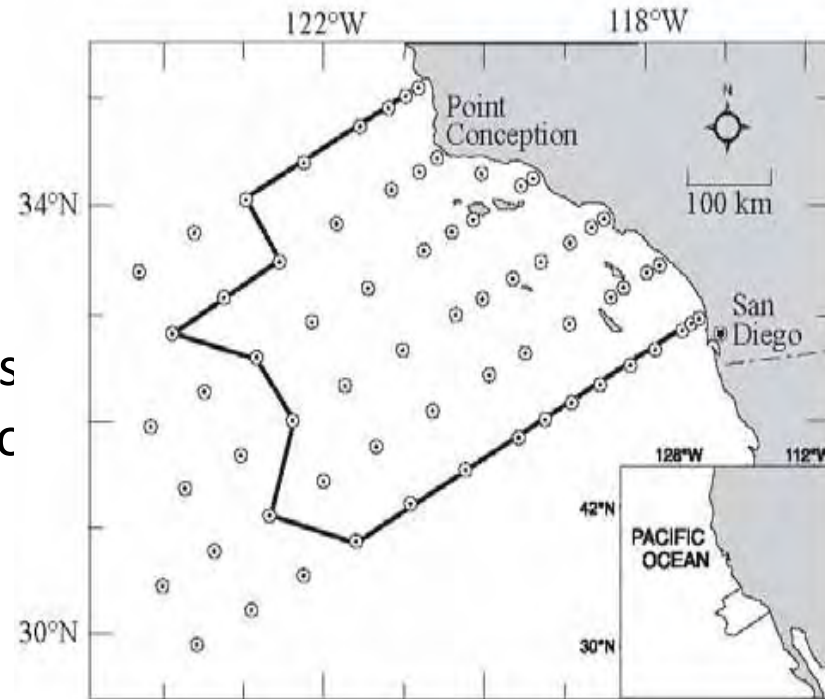 122°W 118°W
N
Point
Conception
34°N
100 km
San
Diego
s
c
128°W 112°W
42°N
PACIFIC
OCEAN
30°N
30°N